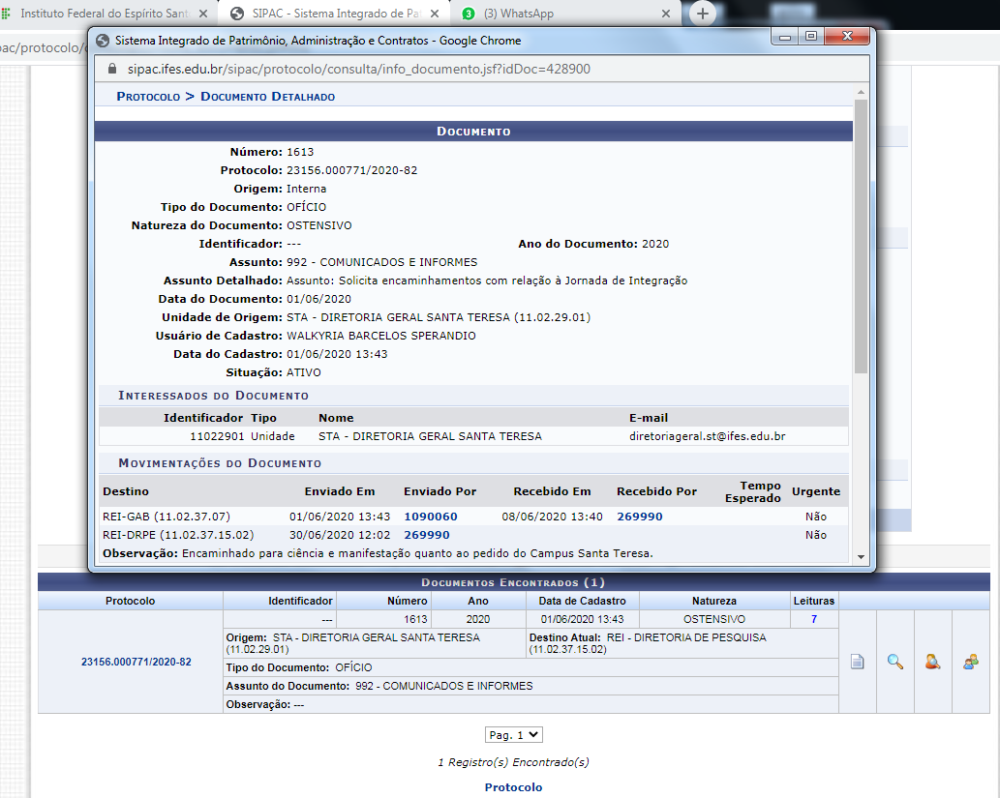 Instituto Federal do Espírito Sant
SIPAC - Sistema Integrado de Pat
(3) WhatsApp
Sistema Integrado de Patrimônio, Administração e Contratos - Google Chrome
sipac.ifes.edu.br/sipac/protocolo/consulta/info_documento.jsf?idDoc=428900
Protocolo > Documento Detalhado
Documento
Número: 1613
Protocolo: 23156.000771/2020-82
Origem: Interna
Tipo do Documento: OFÍCIO
Natureza do Documento: OSTENSIVO
Identificador: --- Ano do Documento: 2020
Assunto: 992 - COMUNICADOS E INFORMES
Assunto Detalhado: Assunto: Solicita encaminhamentos com relação à Jornada de Integração
Data do Documento: 01/06/2020
Unidade de Origem: STA - DIRETORIA GERAL SANTA TERESA (11.02.29.01)
Usuário de Cadastro: WALKYRIA BARCELOS SPERANDIO
Data do Cadastro: 01/06/2020 13:43
Situação: ATIVO
Interessados do Documento
Identificador Tipo Nome E-mail
11022901 Unidade STA - DIRETORIA GERAL SANTA TERESA diretoriageral.st@ifes.edu.br
Movimentações do Documento
Destino Enviado Em Enviado Por Recebido Em Recebido Por Tempo Esperado Urgente
REI-GAB (11.02.37.07) 01/06/2020 13:43 1090060 08/06/2020 13:40 269990 Não
REI-DRPE (11.02.37.15.02) 30/06/2020 12:02 269990 Não
Observação: Encaminhado para ciência e manifestação quanto ao pedido do Campus Santa Teresa.
Documentos Encontrados (1)
Protocolo Identificador Número Ano Data de Cadastro Natureza Leituras
--- 1613 2020 01/06/2020 13:43 OSTENSIVO 7
Origem: STA - DIRETORIA GERAL SANTA TERESA (11.02.29.01)
Destino Atual: REI - DIRETORIA DE PESQUISA (11.02.37.15.02)
23156.000771/2020-82
Tipo do Documento: OFÍCIO
Assunto do Documento: 992 - COMUNICADOS E INFORMES
Observação: ---
Pag. 1
1 Registro(s) Encontrado(s)
Protocolo